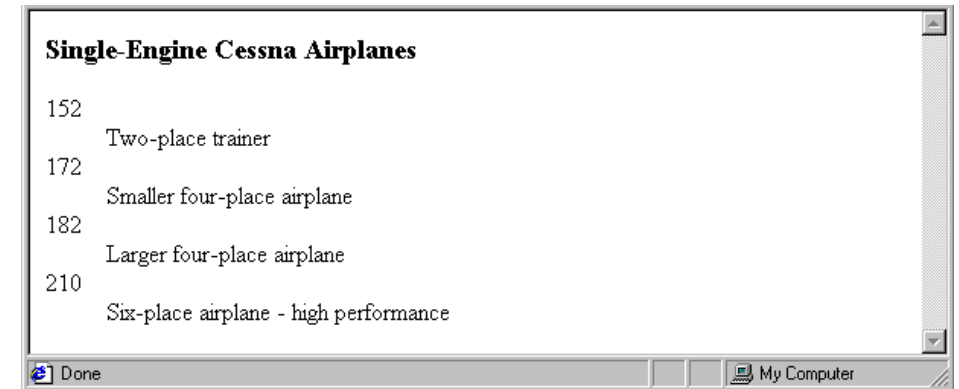 Single-Engine Cessna Airplanes
152
Two-place trainer
172
Smaller four-place airplane
182
Larger four-place airplane
210
Six-place airplane - high performance
Done
My Computer